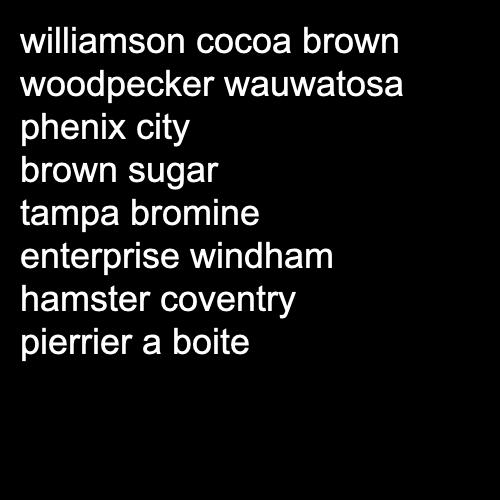 williamson cocoa brown
woodpecker wauwatosa
phenix city
brown sugar
tampa bromine
enterprise windham
hamster coventry
pierrier a boite